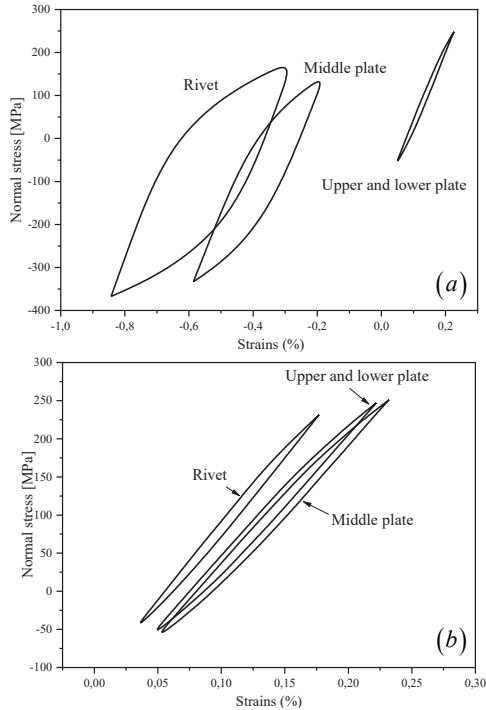 300
200
100
0
-100
-200
-300
-400
Normal stress [MPa]
Rivet
Middle plate
Upper and lower plate
(a)
-1,0 -0,8 -0,6 -0,4 -0,2 0,0 0,2
Strains (%)
300
250
200
150
100
50
0
-50
-100
Normal stress [MPa]
Upper and lower plate
Rivet
Middle plate
(b)
0,00 0,05 0,10 0,15 0,20 0,25 0,30
Strains (%)